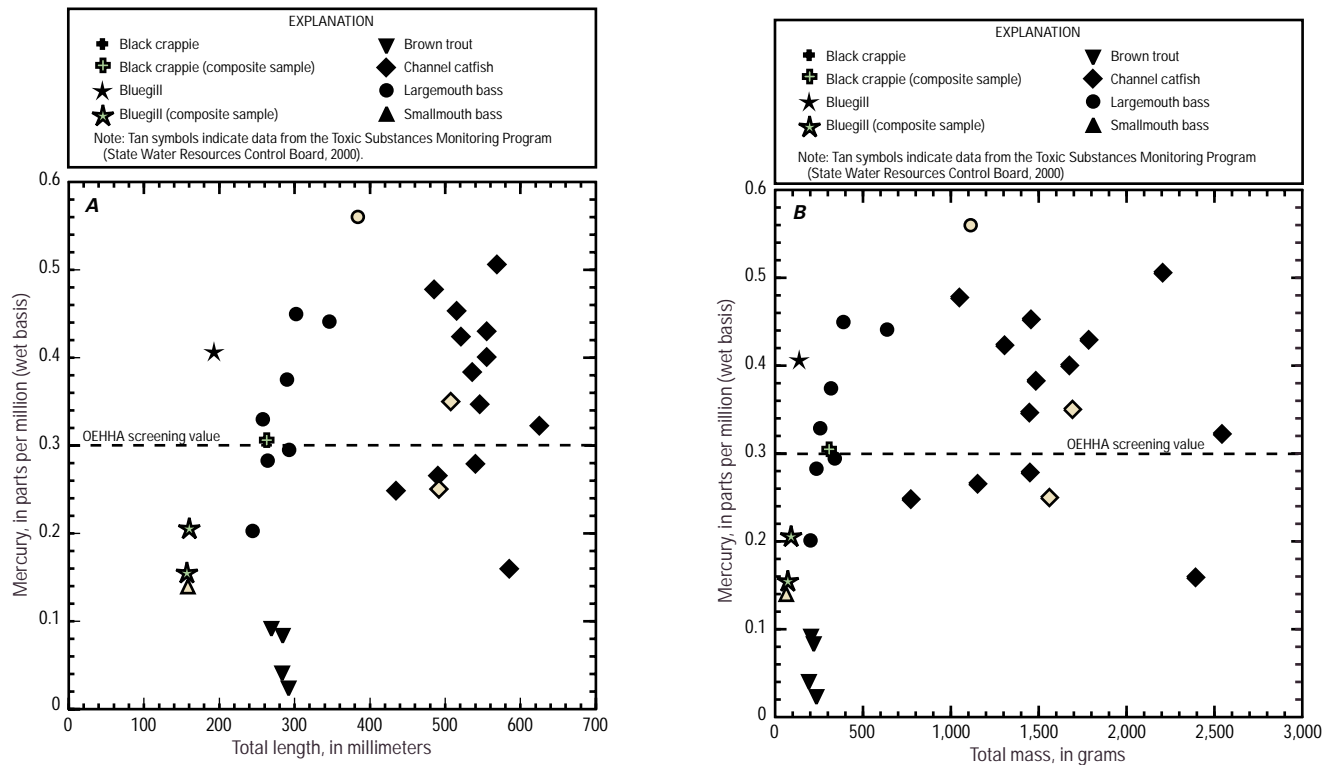 EXPLANATION
Black crappie
Black crappie (composite sample)
Bluegill
Bluegill (composite sample)
Brown trout
Channel catfish
Largemouth bass
Smallmouth bass
Note: Tan symbols indicate data from the Toxic Substances Monitoring Program
(State Water Resources Control Board, 2000).
A
0.6
0.5
0.4
0.3
0.2
0.1
0
Mercury, in parts per million (wet basis)
OEHHA screening value
0 100 200 300 400 500 600 700
Total length, in millimeters
EXPLANATION
Black crappie
Black crappie (composite sample)
Bluegill
Bluegill (composite sample)
Brown trout
Channel catfish
Largemouth bass
Smallmouth bass
Note: Tan symbols indicate data from the Toxic Substances Monitoring Program
(State Water Resources Control Board, 2000)
B
0.6
0.5
0.4
0.3
0.2
0.1
0
Mercury, in parts per million (wet basis)
OEHHA screening value
0 500 1,000 1,500 2,000 2,500 3,000
Total mass, in grams